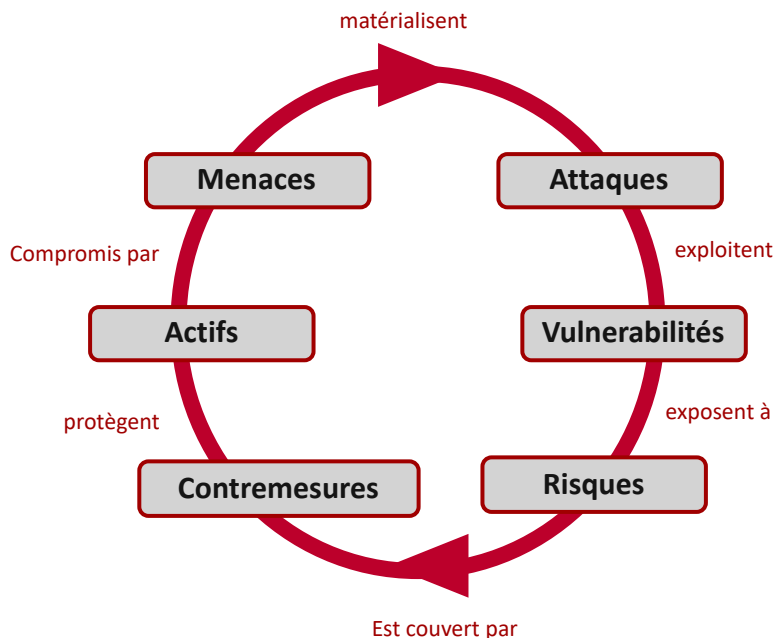 matérialisent
Menaces
Attaques
Compromis par
exploitent
Actifs
Vulnerabilités
protègent
exposent à
Contremesures
Risques
Est couvert par